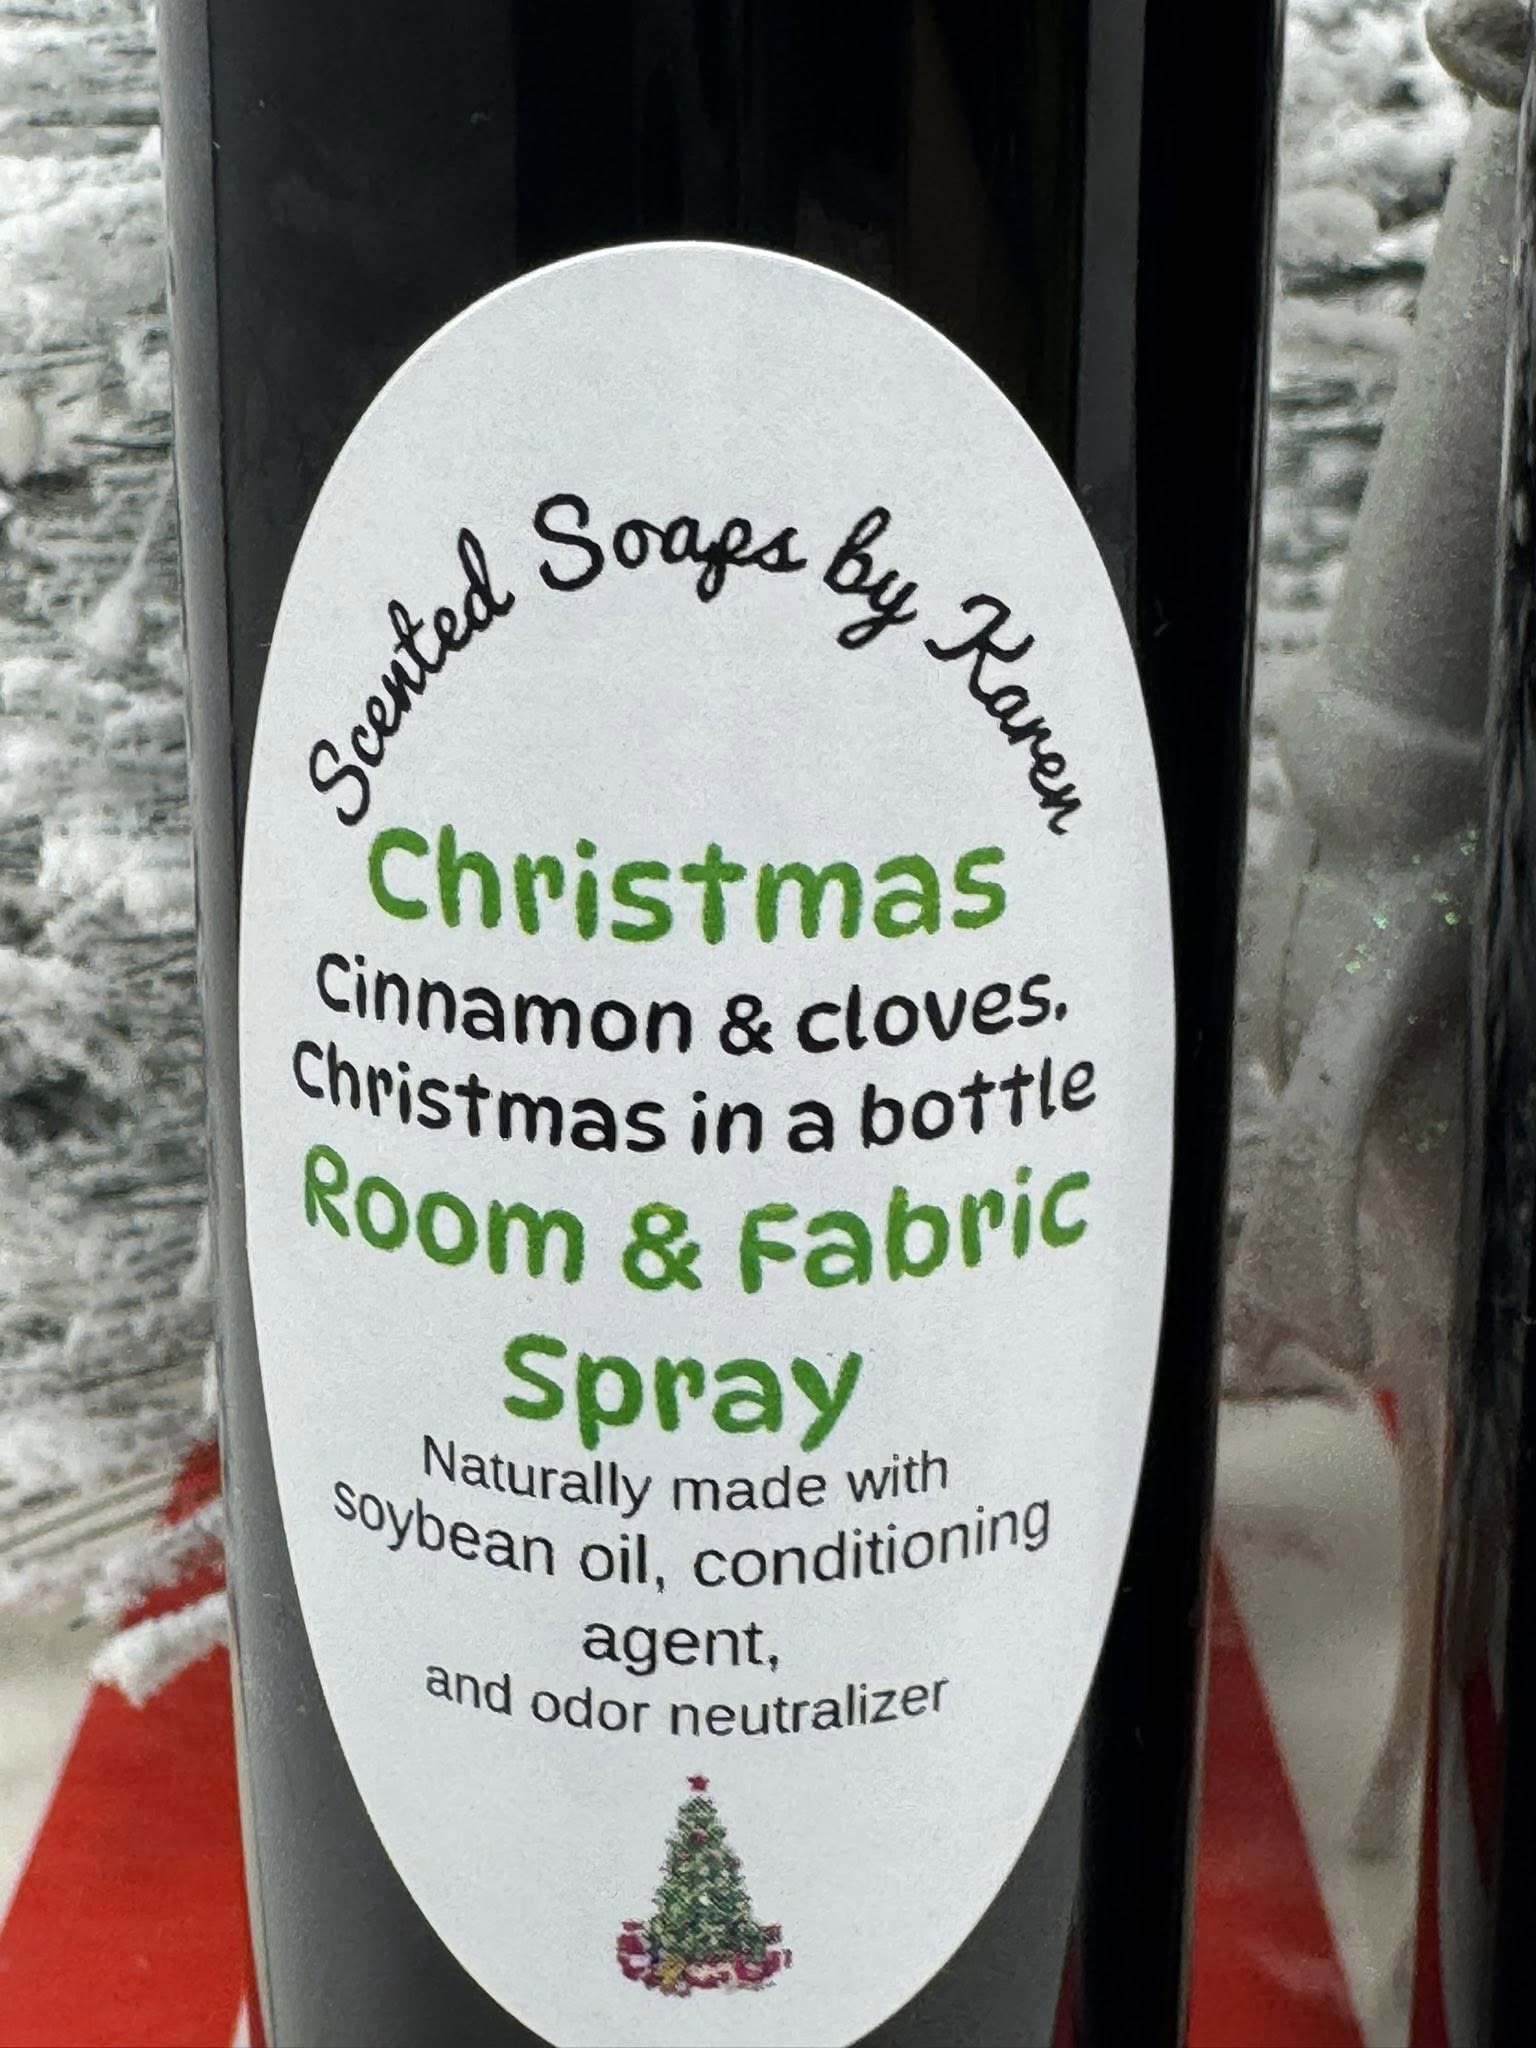 Scented Soaps by Karen
Christmas
Cinnamon & cloves.
Christmas in a bottle
Room & Fabric
Spray
Naturally made with
soybean oil, conditioning
agent,
and odor neutralizer